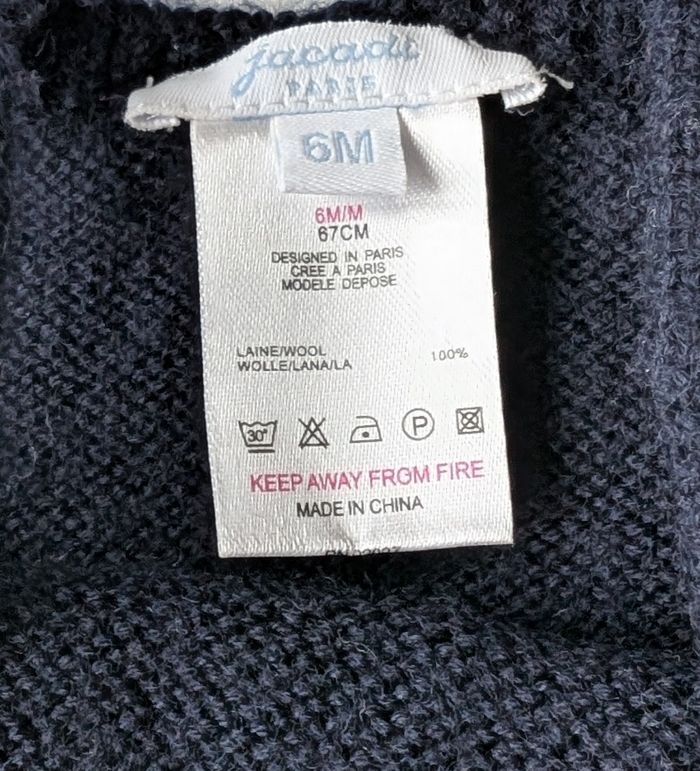 jacadi
PARIS
6M
6M/M
67CM
DESIGNED IN PARIS
CREE A PARIS
MODELE DEPOSE
LAINE/WOOL 100%
WOLLE/LANA/LA
30°
P
KEEP AWAY FROM FIRE
MADE IN CHINA